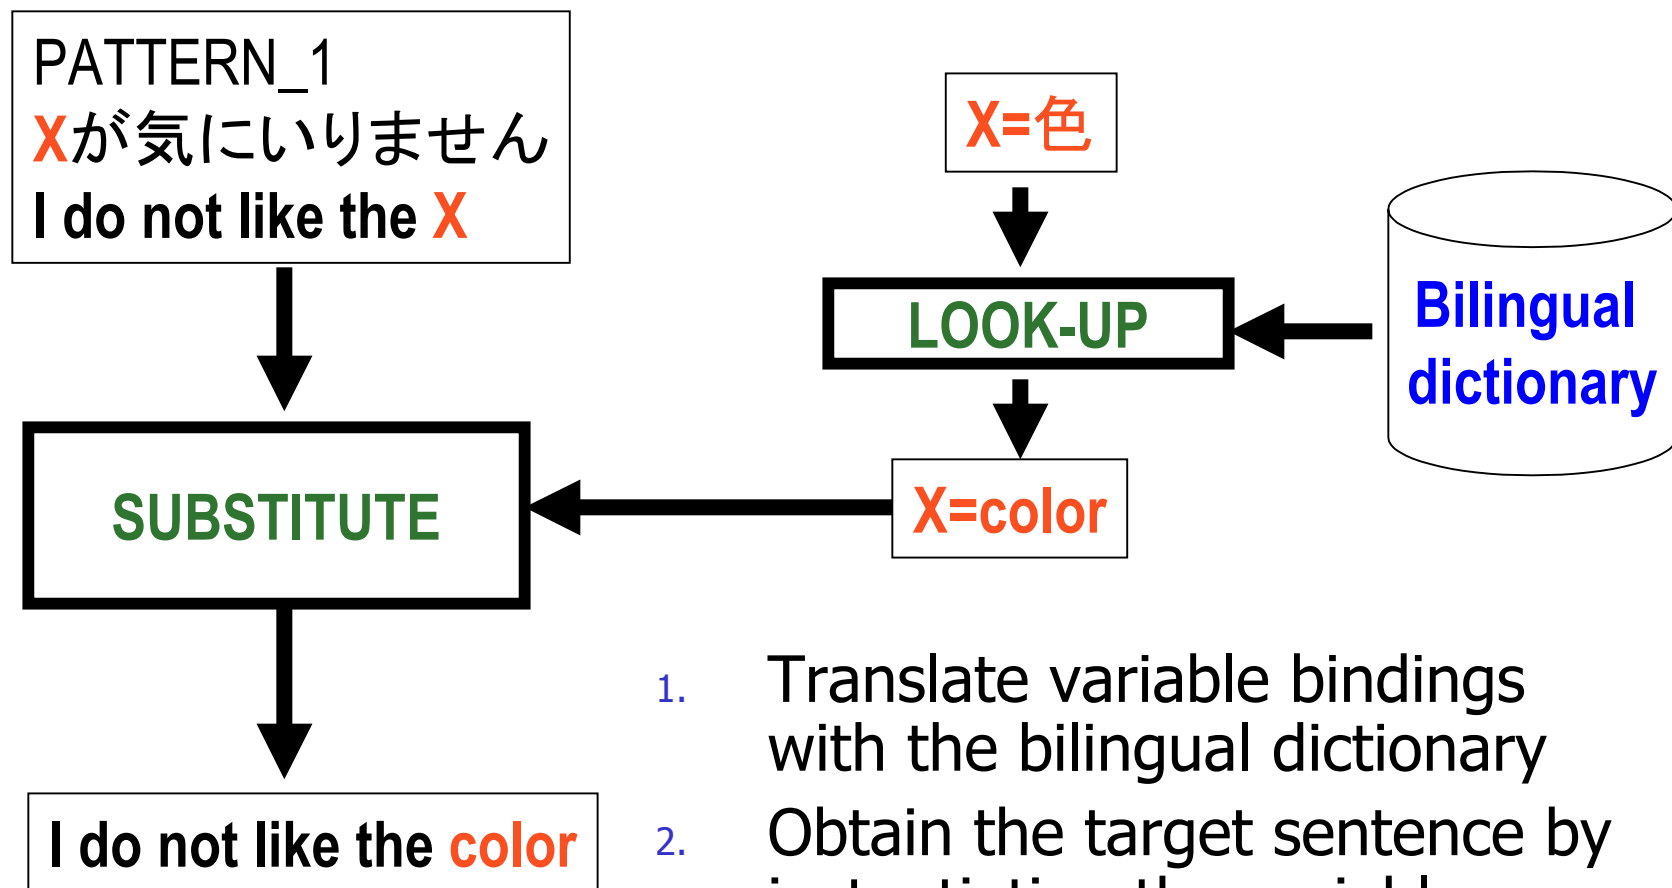 PATTERN_1
Xが気にいりません
I do not like the X
X=色
LOOK-UP
Bilingual
dictionary
X=color
SUBSTITUTE
I do not like the color
1. Translate variable bindings
with the bilingual dictionary
2. Obtain the target sentence by